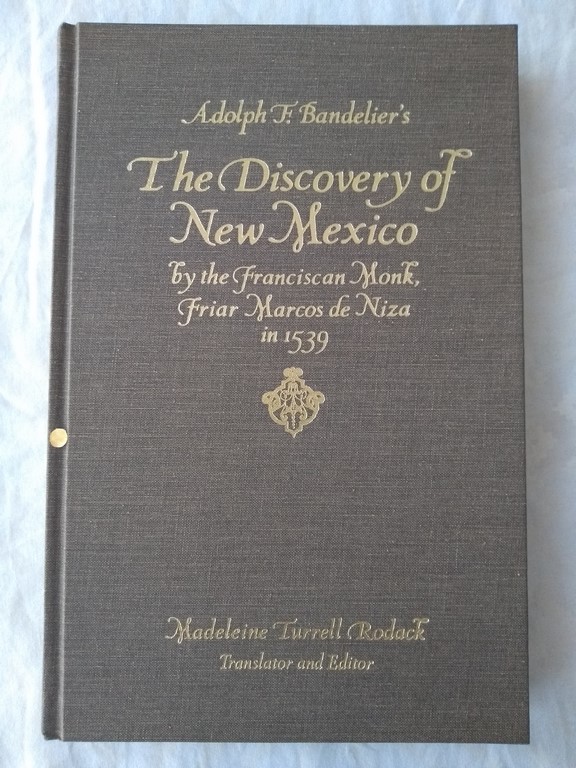 Adolph F. Bandelier's
The Discovery of
New Mexico
by the Franciscan Monk,
Friar Marcos de Niza
in 1539
Madeleine Turrell Rodack
Translator and Editor